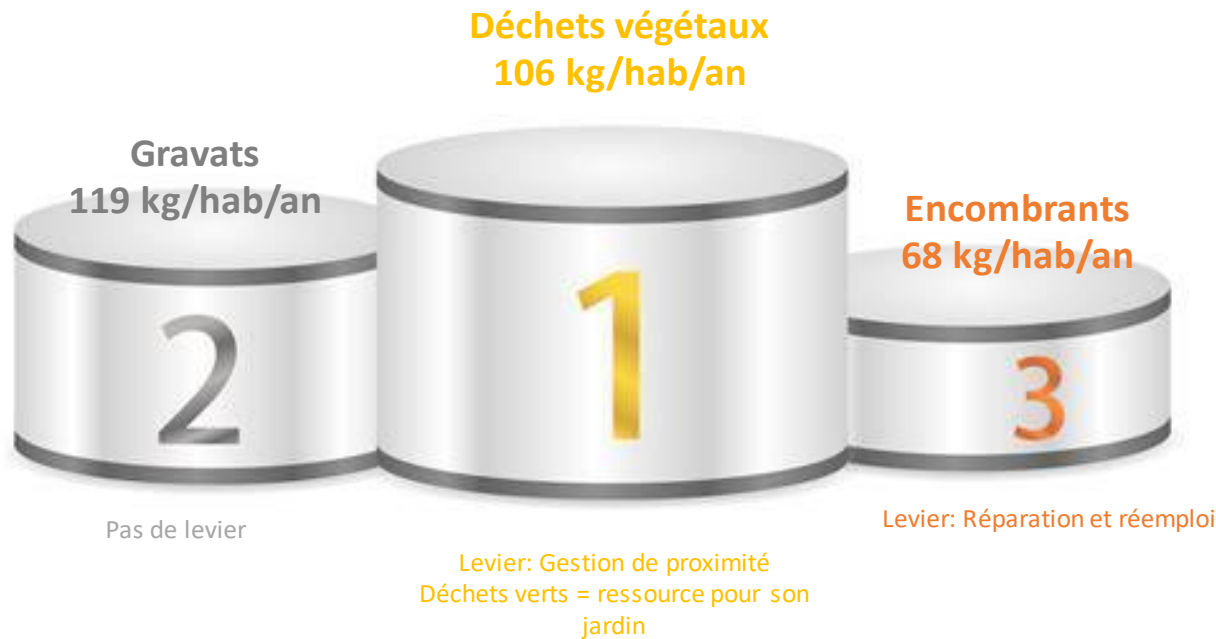 Déchets végétaux
106 kg/hab/an
Gravats
119 kg/hab/an
Encombrants
68 kg/hab/an
1
2
3
Pas de levier
Levier: Réparation et réemploi
Levier: Gestion de proximité
Déchets verts = ressource pour son
jardin